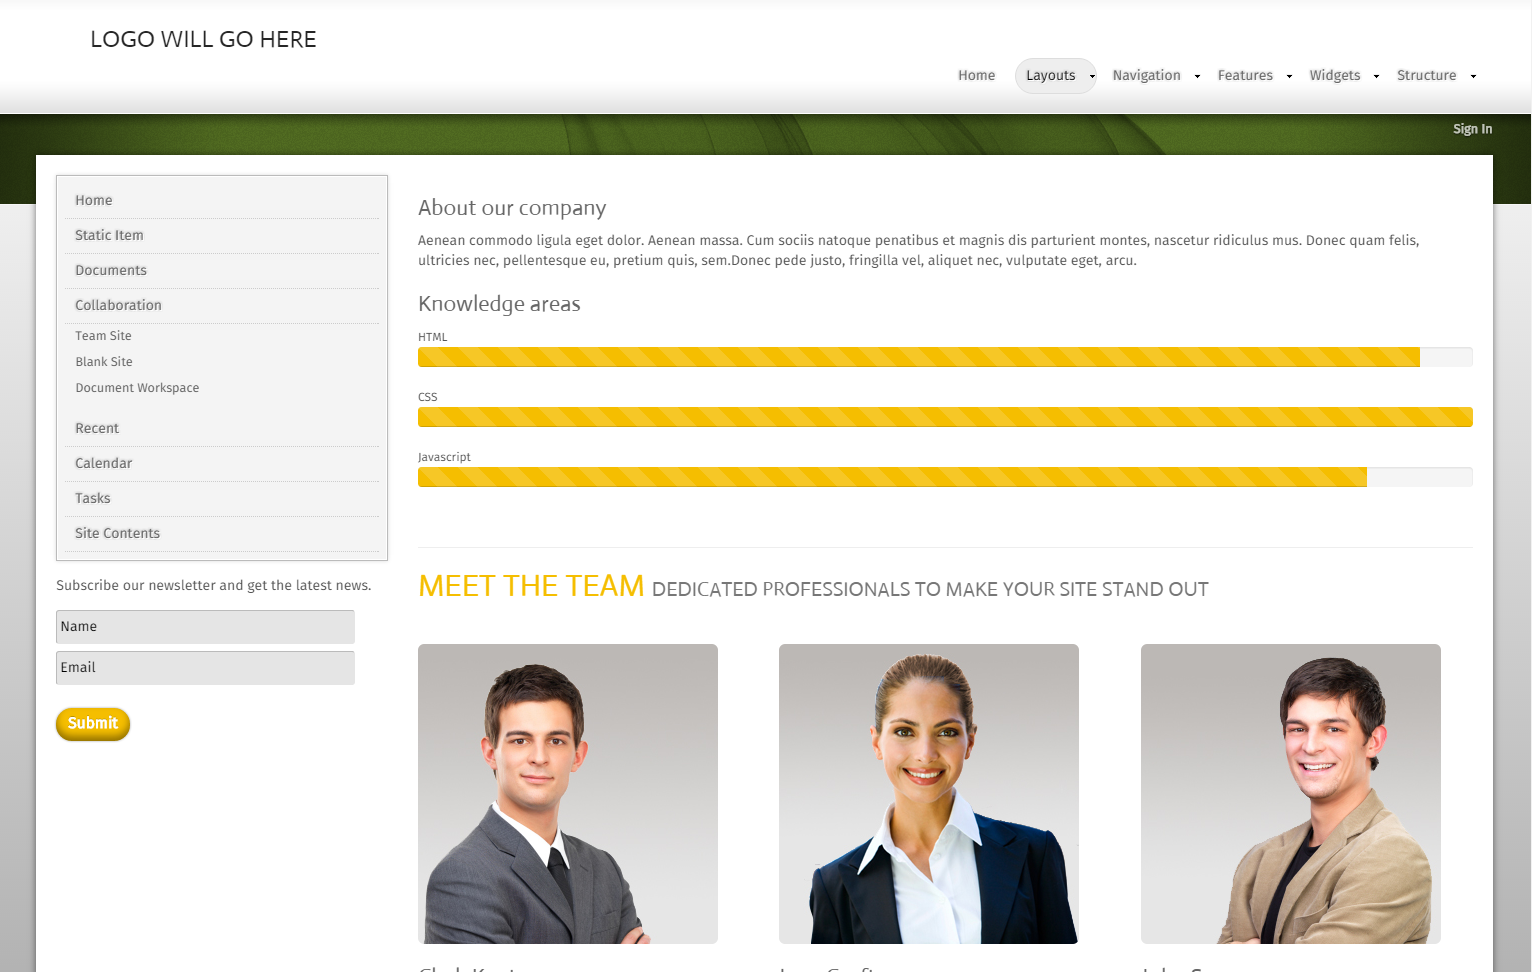 LOGO WILL GO HERE
Home Layouts Navigation Features Widgets Structure
Sign In
Home
Static Item
Documents
Collaboration
Team Site
Blank Site
Document Workspace
Recent
Calendar
Tasks
Site Contents
Subscribe our newsletter and get the latest news.
Name
Email
Submit
About our company
Aenean commodo ligula eget dolor. Aenean massa. Cum sociis natoque penatibus et magnis dis parturient montes, nascetur ridiculus mus. Donec quam felis,
ultricies nec, pellentesque eu, pretium quis, sem.Donec pede justo, fringilla vel, aliquet nec, vulputate eget, arcu.
Knowledge areas
HTML
CSS
Javascript
MEET THE TEAM DEDICATED PROFESSIONALS TO MAKE YOUR SITE STAND OUT